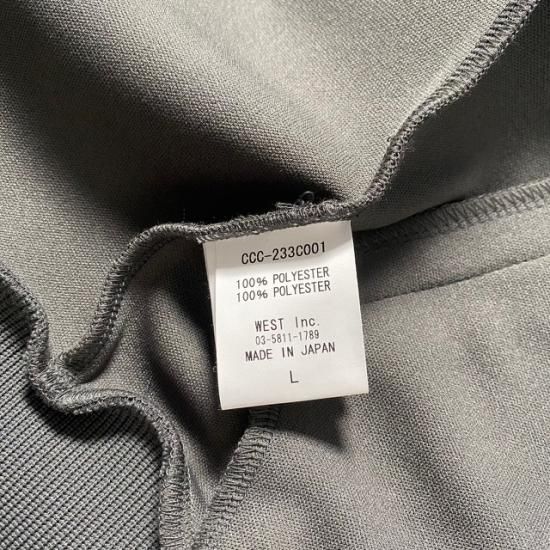 CCC-233C001
100% POLYESTER
100% POLYESTER
WEST Inc.
03-5811-1789
MADE IN JAPAN
L